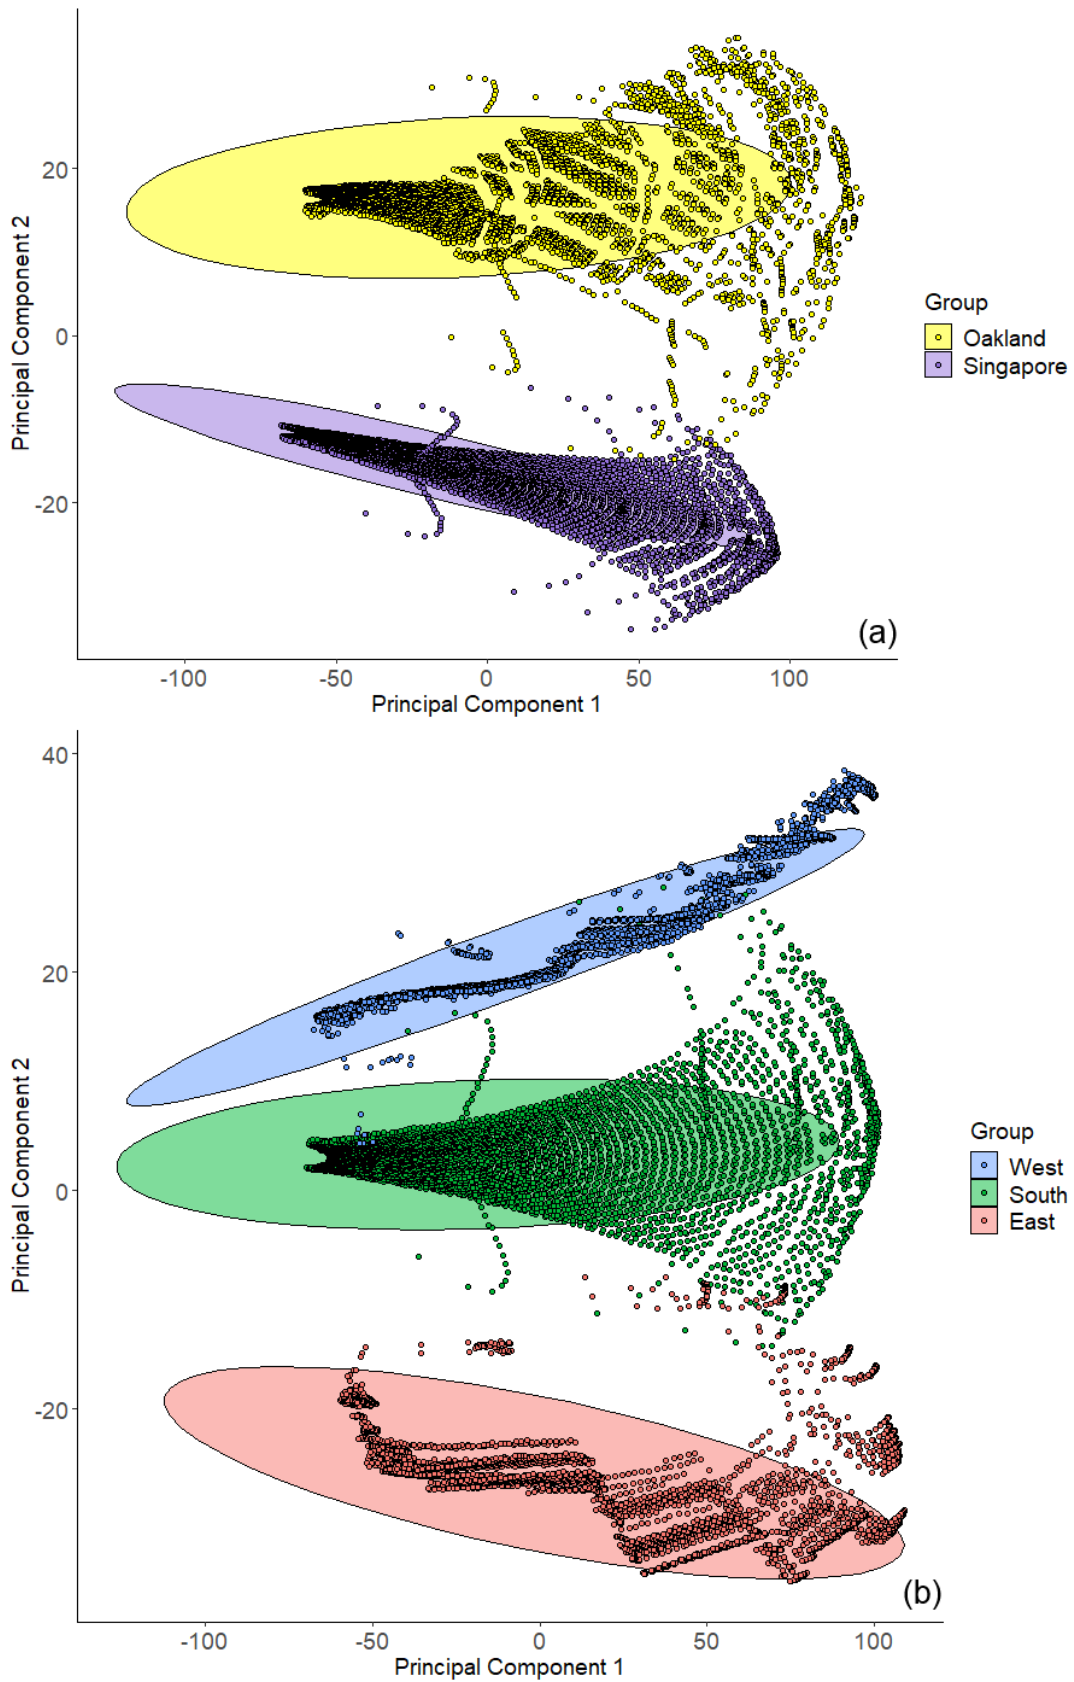 Principal Component 2
20
0
-20
-100
-50
0
50
100
Principal Component 1
(a)
Group
Oakland
Singapore
Principal Component 2
40
20
0
-20
-100
-50
0
50
100
Principal Component 1
(b)
Group
West
South
East